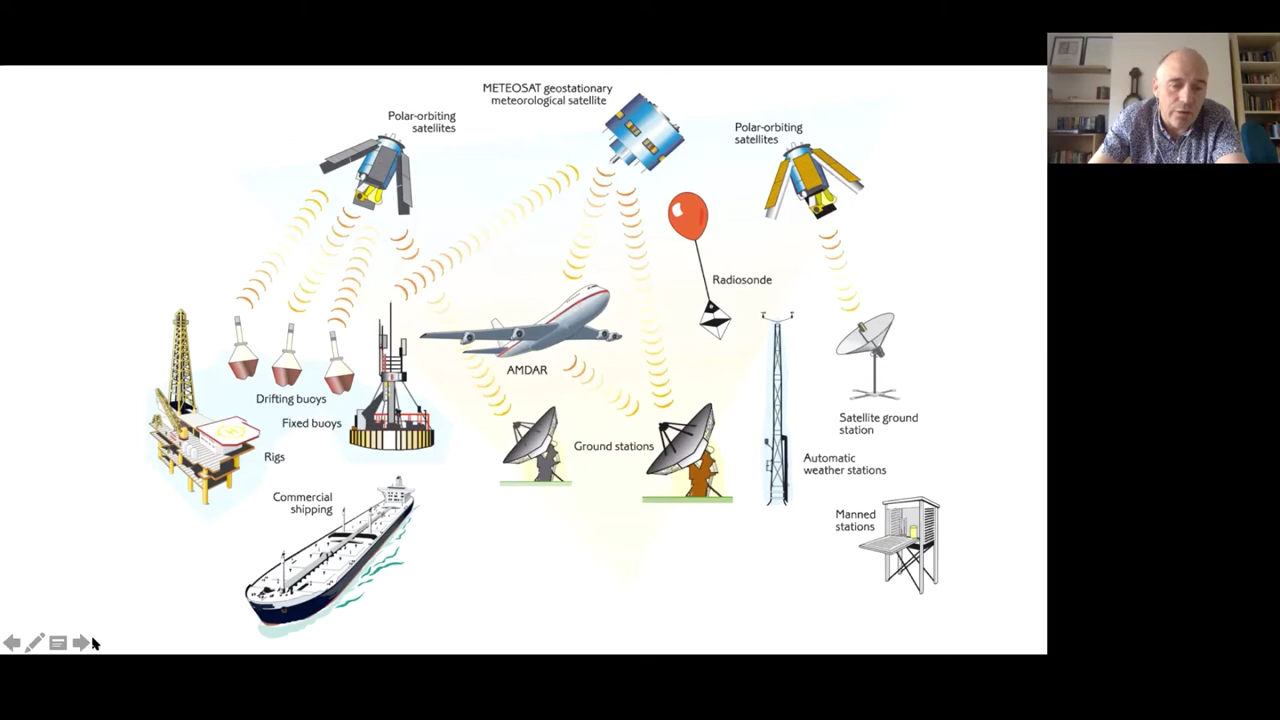 METEOSAT geostationary
meteorological satellite
Polar-orbiting
satellites
Polar-orbiting
satellites
Radiosonde
AMDAR
Drifting buoys
Fixed buoys
Rigs
Ground stations
Satellite ground
station
Automatic
weather stations
Commercial
shipping
Manned
stations